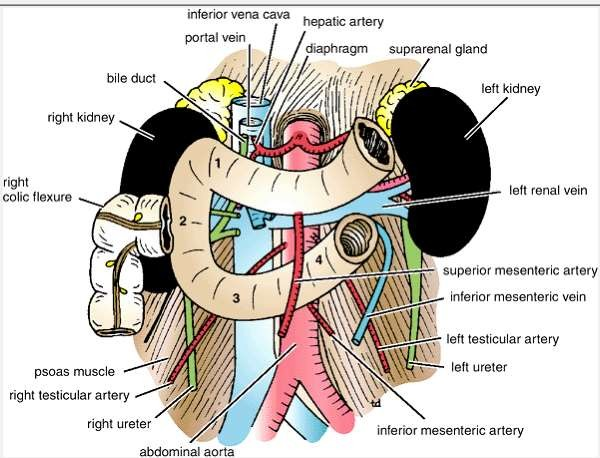 inferior vena cava
hepatic artery
portal vein
diaphragm
suprarenal gland
bile duct
left kidney
right kidney
1
right
colic flexure
left renal vein
2
4
superior mesenteric artery
3
inferior mesenteric vein
left testicular artery
psoas muscle
left ureter
right testicular artery
right ureter
inferior mesenteric artery
abdominal aorta